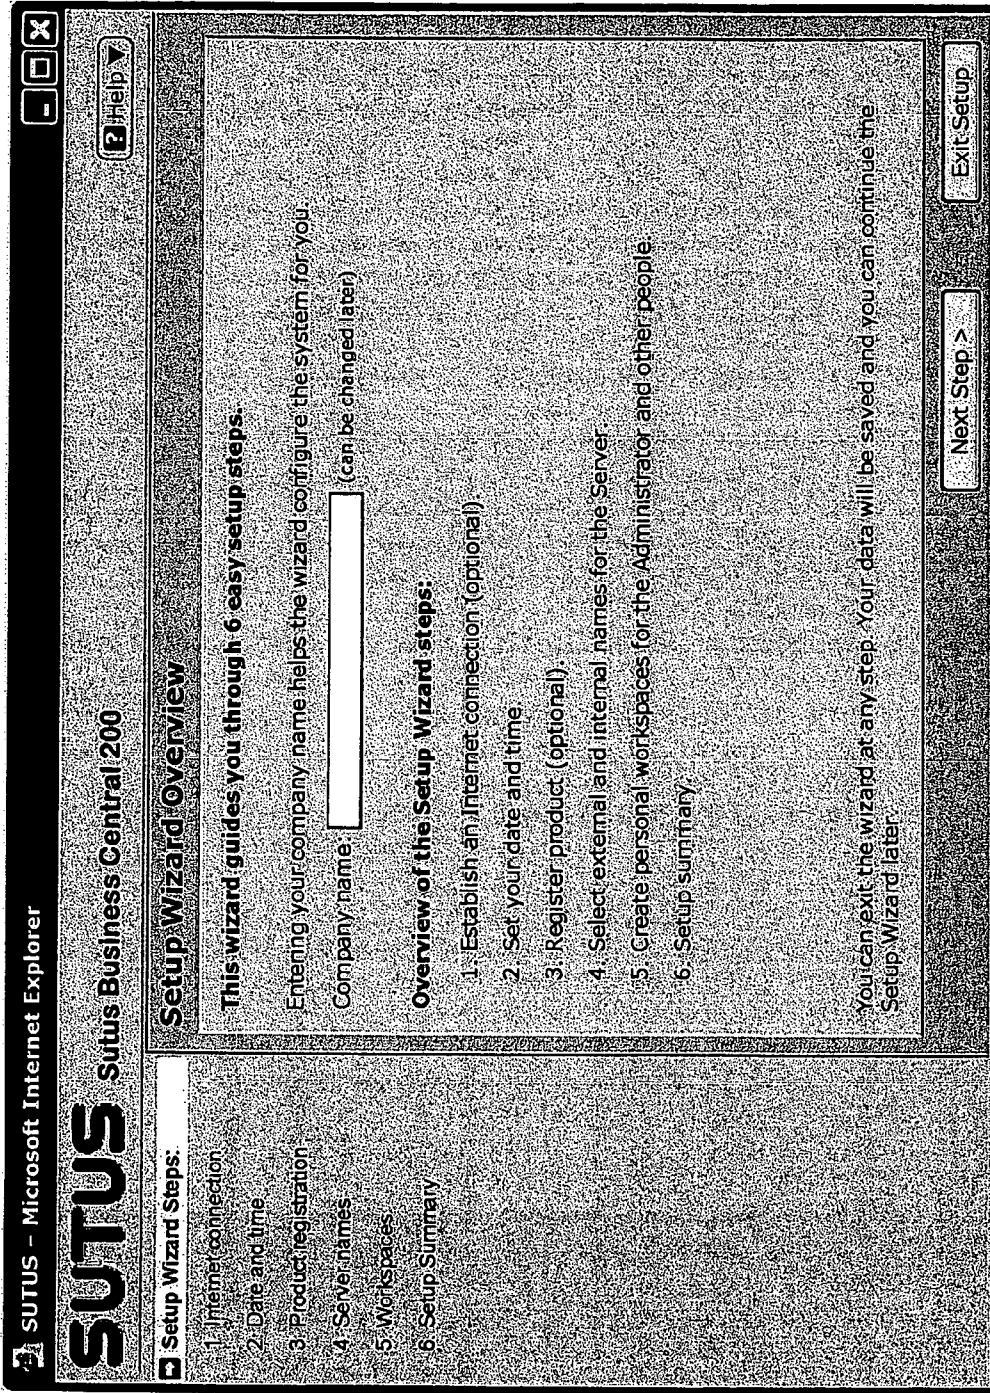 SUTUS – Microsoft Internet Explorer
SUTUS Sutus Business Central 200
? Help ▼
Setup Wizard Steps:
1 Internet connection
2 Date and time
3 Product registration
4 Server names
5 Workspaces
6 Setup Summary
Setup Wizard Overview
This wizard guides you through 6 easy setup steps.
Entering your company name helps the wizard configure the system for you.
Company name: (can be changed later)
Overview of the Setup Wizard steps:
1. Establish an Internet connection (optional).
2. Set your date and time.
3. Register product (optional).
4. Select external and internal names for the Server.
5. Create personal workspaces for the Administrator and other people.
6. Setup summary.
You can exit the wizard at any step. Your data will be saved and you can continue the
Setup Wizard later.
Next Step >
Exit Setup